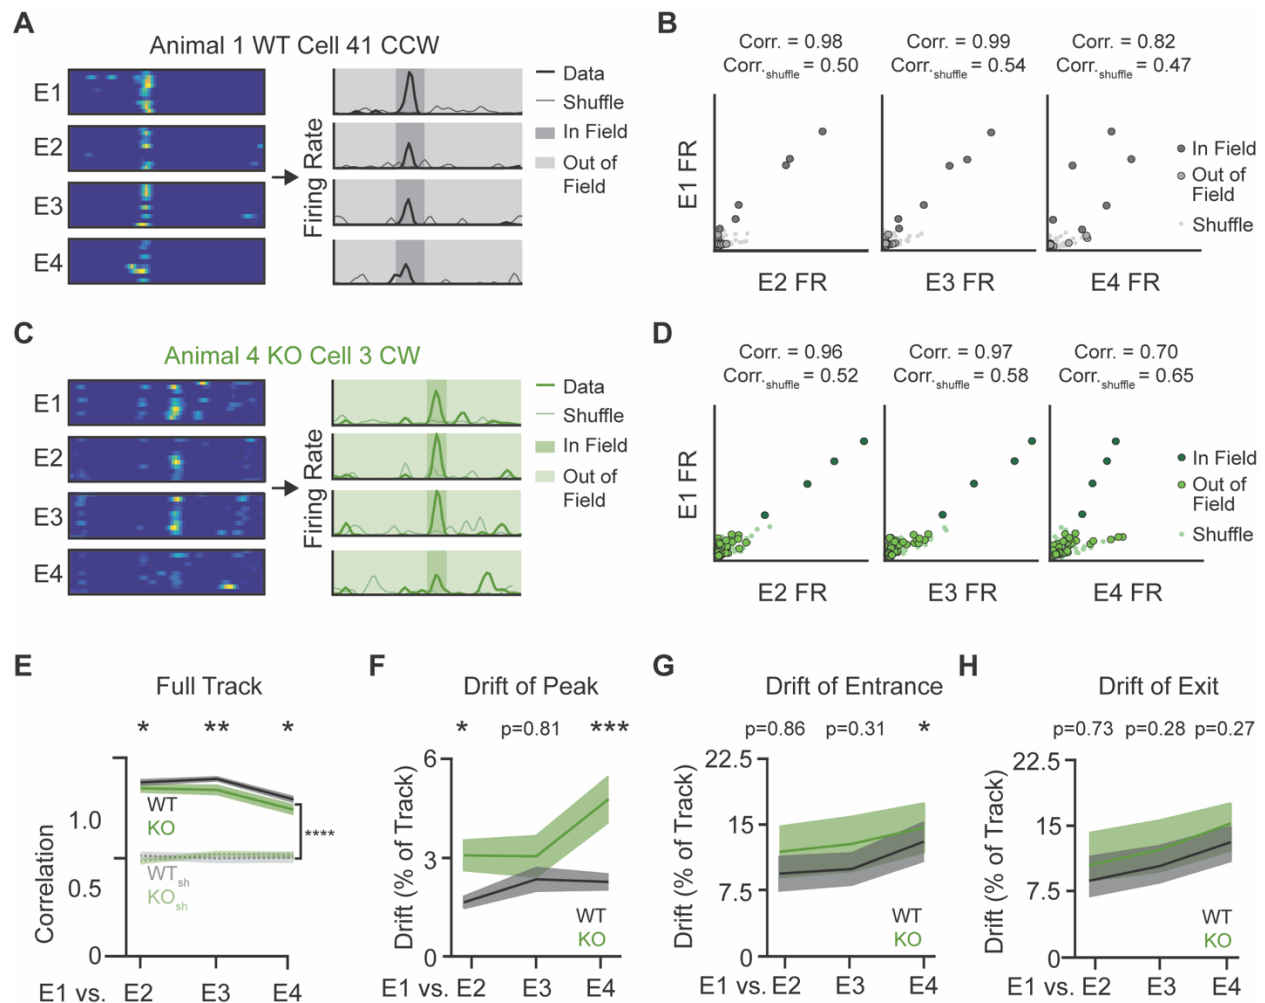 A
Animal 1 WT Cell 41 CCW
E1
E2
E3
E4
Firing Rate
Data
Shuffle
In Field
Out of
Field
B
Corr. = 0.98
Corr.shuffle = 0.50
Corr. = 0.99
Corr.shuffle = 0.54
Corr. = 0.82
Corr.shuffle = 0.47
E1 FR
E2 FR
E3 FR
E4 FR
In Field
Out of
Field
Shuffle
C
Animal 4 KO Cell 3 CW
E1
E2
E3
E4
Firing Rate
Data
Shuffle
In Field
Out of
Field
D
Corr. = 0.96
Corr.shuffle = 0.52
Corr. = 0.97
Corr.shuffle = 0.58
Corr. = 0.70
Corr.shuffle = 0.65
E1 FR
E2 FR
E3 FR
E4 FR
In Field
Out of
Field
Shuffle
E
Full Track
* ** *
1.0
0.5
0
Correlation
WT
KO
****
WTsh
KOsh
E1 vs. E2 E3 E4
F
Drift of Peak
* p=0.81 ***
6
3
0
Drift (% of Track)
WT
KO
E1 vs. E2 E3 E4
G
Drift of Entrance
p=0.86 p=0.31 *
22.5
15
7.5
0
Drift (% of Track)
WT
KO
E1 vs. E2 E3 E4
H
Drift of Exit
p=0.73 p=0.28 p=0.27
22.5
15
7.5
0
Drift (% of Track)
WT
KO
E1 vs. E2 E3 E4